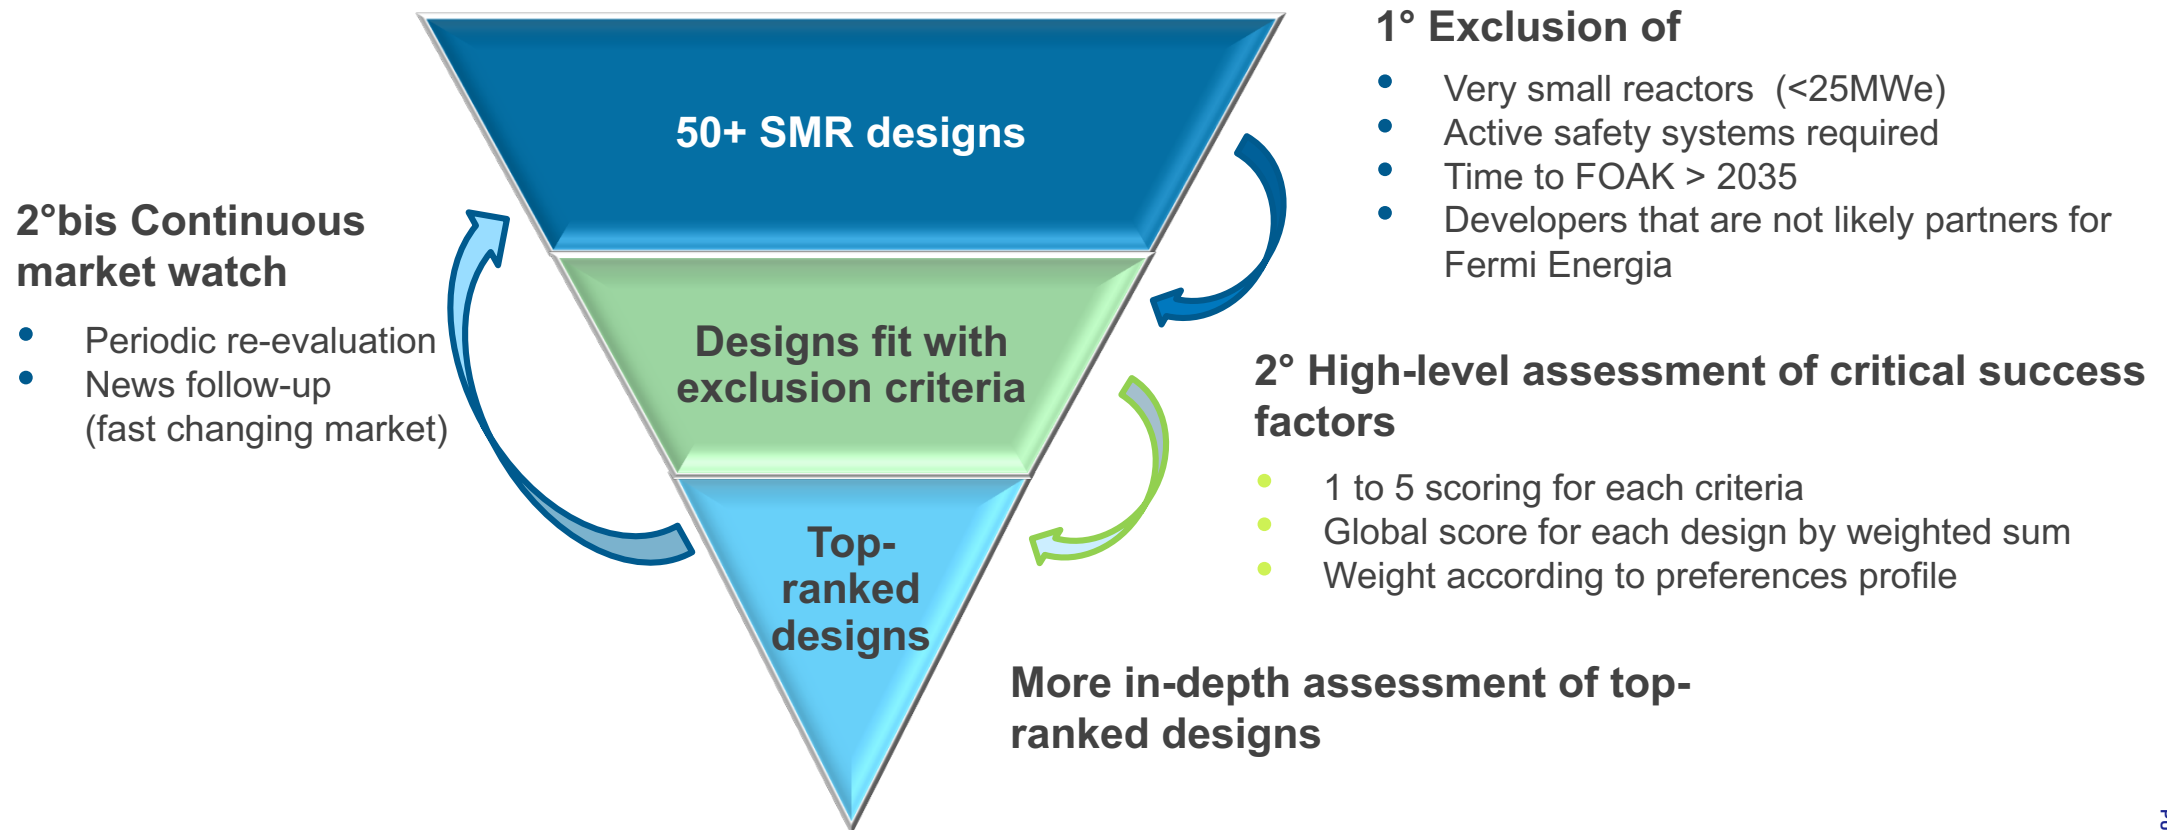 50+ SMR designs
Designs fit with
exclusion criteria
Top-
ranked
designs
1° Exclusion of
• Very small reactors (<25MWe)
• Active safety systems required
• Time to FOAK > 2035
• Developers that are not likely partners for
Fermi Energia
2° High-level assessment of critical success
factors
• 1 to 5 scoring for each criteria
• Global score for each design by weighted sum
• Weight according to preferences profile
More in-depth assessment of top-
ranked designs
2°bis Continuous
market watch
• Periodic re-evaluation
• News follow-up
(fast changing market)